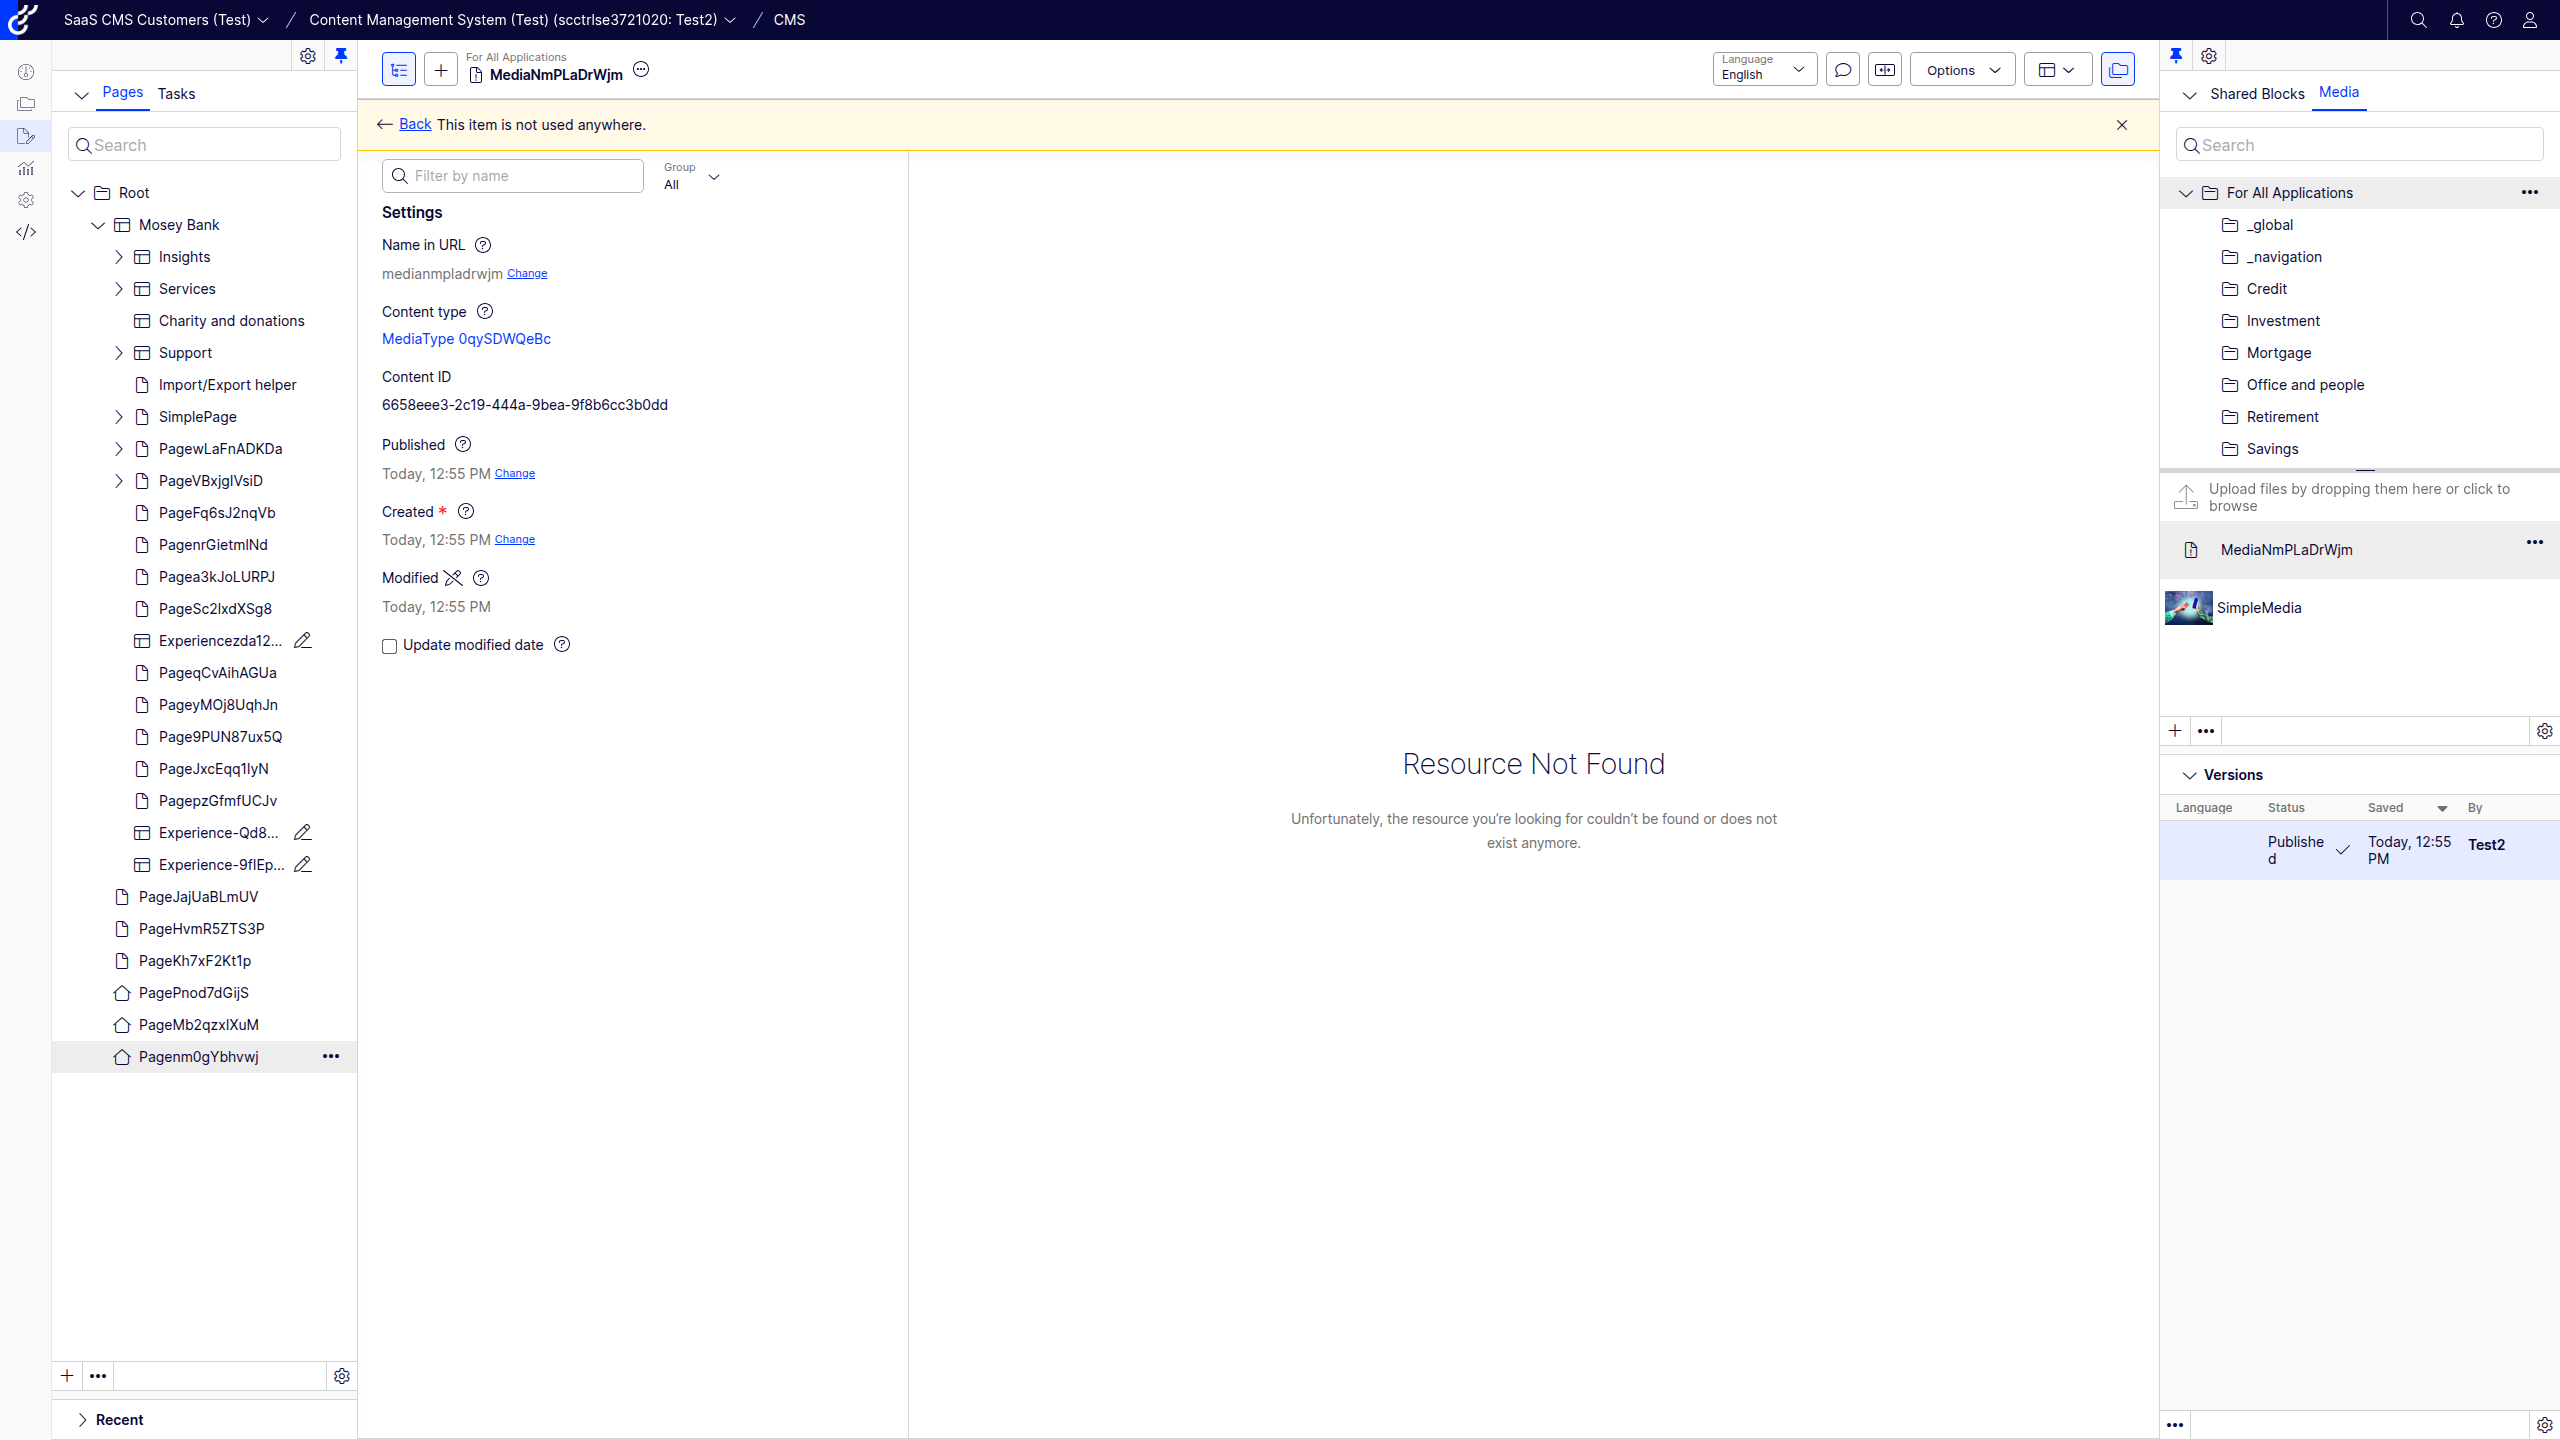 SaaS CMS Customers (Test)
Content Management System (Test) (scctrlse3721020: Test2)
CMS
Pages
Tasks
Search
Root
Mosey Bank
Insights
Services
Charity and donations
Support
Import/Export helper
SimplePage
PagewLaFnADKDa
PageVBxjgIVsiD
PageFq6sJ2nqVb
PagenrGietmlNd
Pagea3kJoLURPJ
PageSc2lxdXSg8
Experiencezda12...
PageqCvAihAGUa
PageyMOj8UqhJn
Page9PUN87ux5Q
PageJxcEqq1lyN
PagepzGfmfUCJv
Experience-Qd8...
Experience-9flEp...
PageJajUaBLmUV
PageHvmR5ZTS3P
PageKh7xF2Kt1p
PagePnod7dGijS
PageMb2qzxlXuM
Pagenm0gYbhvwj
Recent
For All Applications
MediaNmPLaDrWjm
Language
English
Options
Back This item is not used anywhere.
Filter by name
Group
All
Settings
Name in URL
medianmpladrwjm Change
Content type
MediaType 0qySDWQeBc
Content ID
6658eee3-2c19-444a-9bea-9f8b6cc3b0dd
Published
Today, 12:55 PM Change
Created *
Today, 12:55 PM Change
Modified
Today, 12:55 PM
Update modified date
Resource Not Found
Unfortunately, the resource you’re looking for couldn’t be found or does not
exist anymore.
Shared Blocks
Media
Search
For All Applications
_global
_navigation
Credit
Investment
Mortgage
Office and people
Retirement
Savings
Upload files by dropping them here or click to
browse
MediaNmPLaDrWjm
SimpleMedia
Versions
Language Status Saved By
Publishe
d
Today, 12:55
PM
Test2